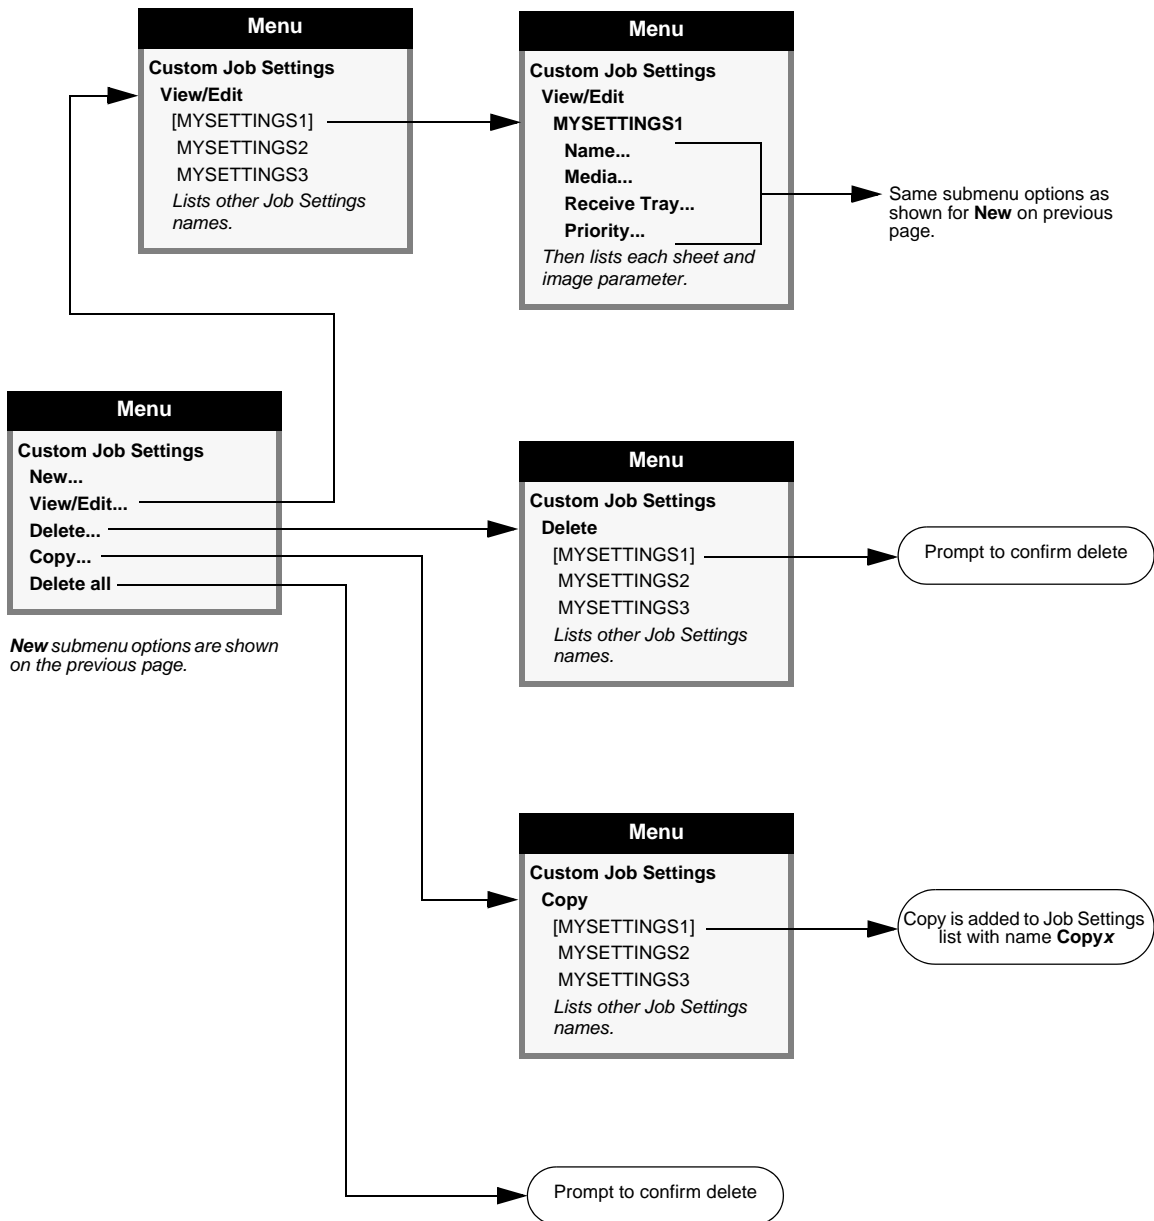 Menu
Custom Job Settings
View/Edit
[MYSETTINGS1]
MYSETTINGS2
MYSETTINGS3
Lists other Job Settings
names.
Menu
Custom Job Settings
View/Edit
MYSETTINGS1
Name...
Media...
Receive Tray...
Priority...
Then lists each sheet and
image parameter.
Same submenu options as
shown for New on previous
page.
Menu
Custom Job Settings
New...
View/Edit...
Delete...
Copy...
Delete all
New submenu options are shown
on the previous page.
Menu
Custom Job Settings
Delete
[MYSETTINGS1]
MYSETTINGS2
MYSETTINGS3
Lists other Job Settings
names.
Prompt to confirm delete
Menu
Custom Job Settings
Copy
[MYSETTINGS1]
MYSETTINGS2
MYSETTINGS3
Lists other Job Settings
names.
Copy is added to Job Settings
list with name Copyx
Prompt to confirm delete